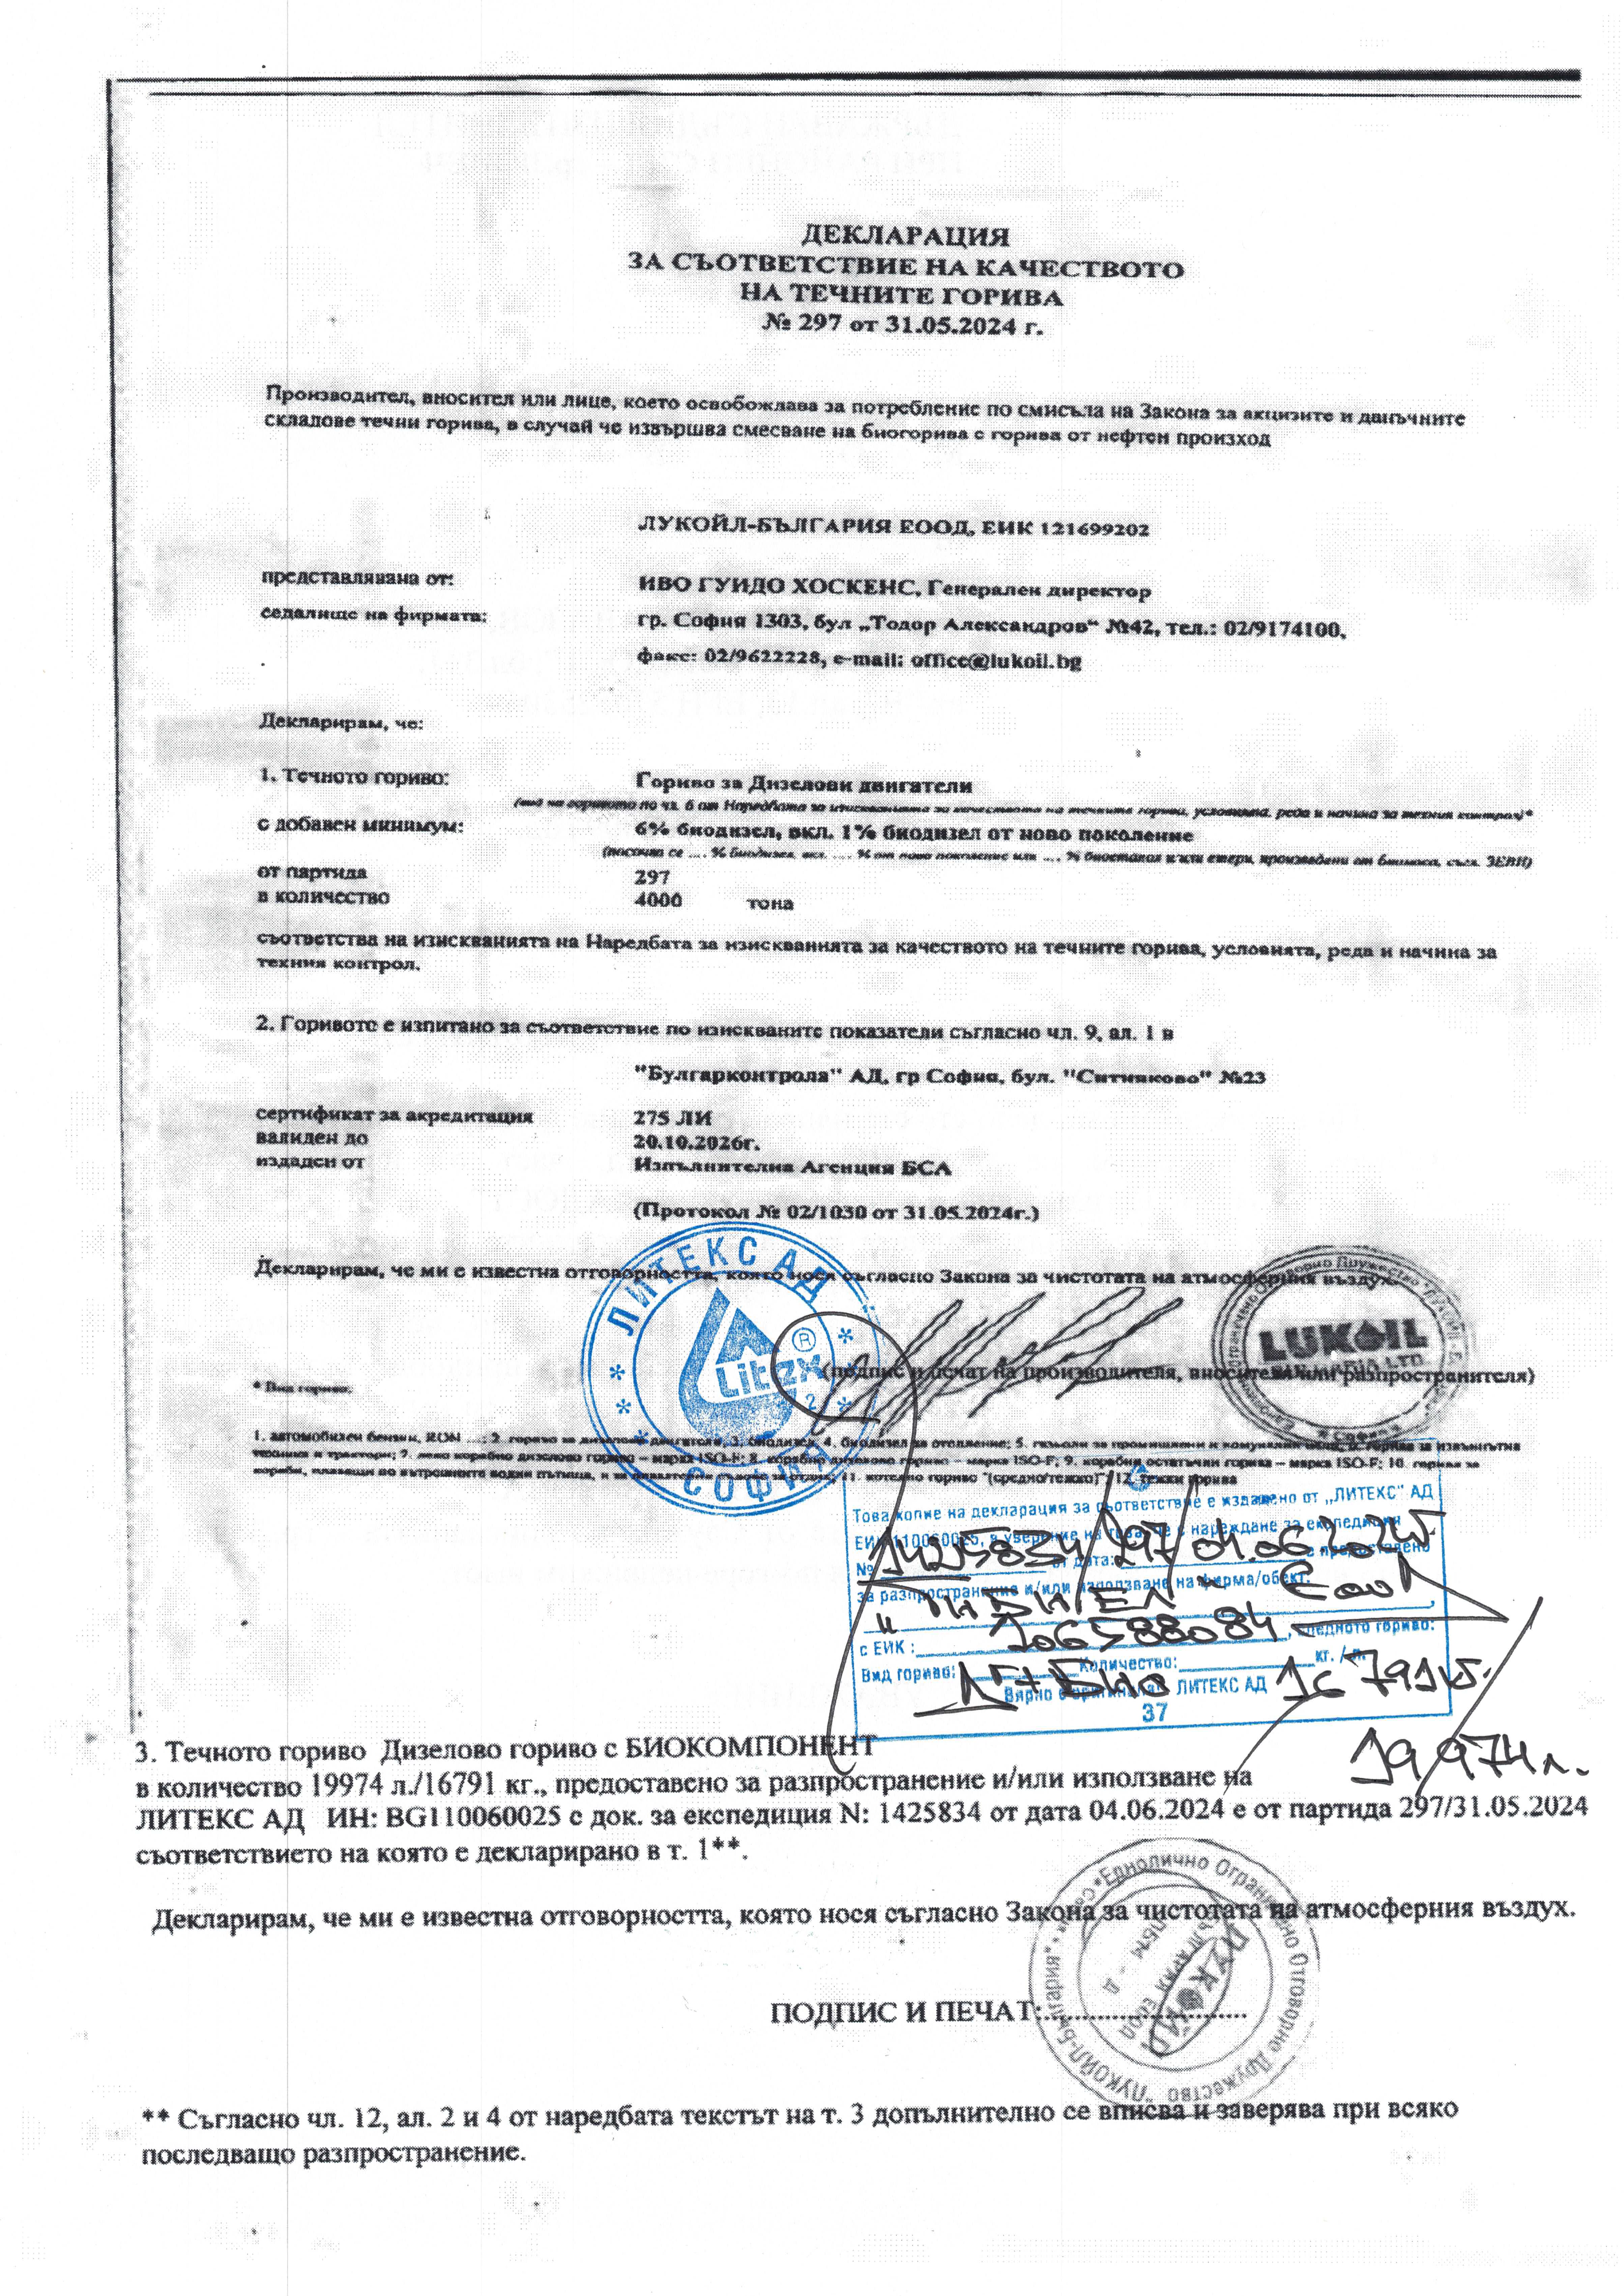 ДЕКЛАРАЦИЯ
ЗА СЪОТВЕТСТВИЕ НА КАЧЕСТВОТО
НА ТЕЧНИТЕ ГОРИВА
№ 297 от 31.05.2024 г.
Производител, вносител или лице, което освобождава за потребление по смисъла на Закона за акцизите и данъчните
складове течни горива, в случай че извършва смесване на биогорива с горива от нефтен произход
ЛУКОЙЛ-БЪЛГАРИЯ ЕООД, ЕИК 121699202
представлявана от: ИВО ГУИДО ХОСКЕНС, Генерален директор
седалище на фирмата: гр. София 1303, бул „Тодор Александров“ №42, тел.: 02/9174100,
факс: 02/9622228, e-mail: office@lukoil.bg
Декларирам, че:
1. Течното гориво: Гориво за Дизелови двигатели
(вид на горивото по чл. 6 от Наредбата за изискванията за качеството на течните горива, условията, реда и начина за техния контрол)*
с добавен минимум: 6% биодизел, вкл. 1% биодизел от ново поколение
(посочва се .... % биодизел, вкл. .... % от ново поколение или .... % биоетанол и/или етери, произведени от биомаса, съгл. ЗЕВИ)
от партида 297
в количество 4000 тона
съответства на изискванията на Наредбата за изискванията за качеството на течните горива, условията, реда и начина за
техния контрол.
2. Горивото е изпитано за съответствие по изискваните показатели съгласно чл. 9, ал. 1 в
"Булгарконтрола" АД, гр София, бул. "Ситняково" №23
сертификат за акредитация 275 ЛИ
валиден до 20.10.2026г.
издаден от Изпълнителна Агенция БСА
(Протокол № 02/1030 от 31.05.2024г.)
Декларирам, че ми е известна отговорността, която нося съгласно Закона за чистотата на атмосферния въздух.
ЛИТЕКС АД
Litex ®
2
СОФИЯ
LUKOIL
BULGARIA LTD.
(подпис и печат на производителя, вносителя или разпространителя)
* Вид гориво:
1. автомобилен бензин, RON ....; 2. гориво за дизелови двигатели; 3. биодизел; 4. биодизел за отопление; 5. газьоли за промишлени и комунални цели; 6. горива за извънпътна
техника и трактори; 7. леко корабно дизелово гориво – марка ISO-F; 8. корабно дизелово гориво – марка ISO-F; 9. корабни остатъчни горива – марка ISO-F; 10. горива за
кораби, плаващи по вътрешните водни пътища, и за плавателни съдове за отдих; 11. котелно гориво "(средно/тежко)"; 12. тежки горива
Това копие на декларация за съответствие е издадено от „ЛИТЕКС" АД
ЕИК 110060025, в уверение на това, че с нареждане за експедиция
№ 1425834 от дата: 297/04.06.2024г. е предоставено
за разпространение и/или използване на фирма/обект:
ЕООД
с ЕИК : 106588084, следното гориво:
Вид гориво: Количество: 16791 кг. / л.
Вярно с оригинала! ЛИТЕКС АД
37
19 974 л.
3. Течното гориво Дизелово гориво с БИОКОМПОНЕНТ
в количество 19974 л./16791 кг., предоставено за разпространение и/или използване на
ЛИТЕКС АД ИН: BG110060025 с док. за експедиция N: 1425834 от дата 04.06.2024 е от партида 297/31.05.2024
съответствието на която е декларирано в т. 1**.
Декларирам, че ми е известна отговорността, която нося съгласно Закона за чистотата на атмосферния въздух.
ПОДПИС И ПЕЧАТ:..............................
** Съгласно чл. 12, ал. 2 и 4 от наредбата текстът на т. 3 допълнително се вписва и заверява при всяко
последващо разпространение.